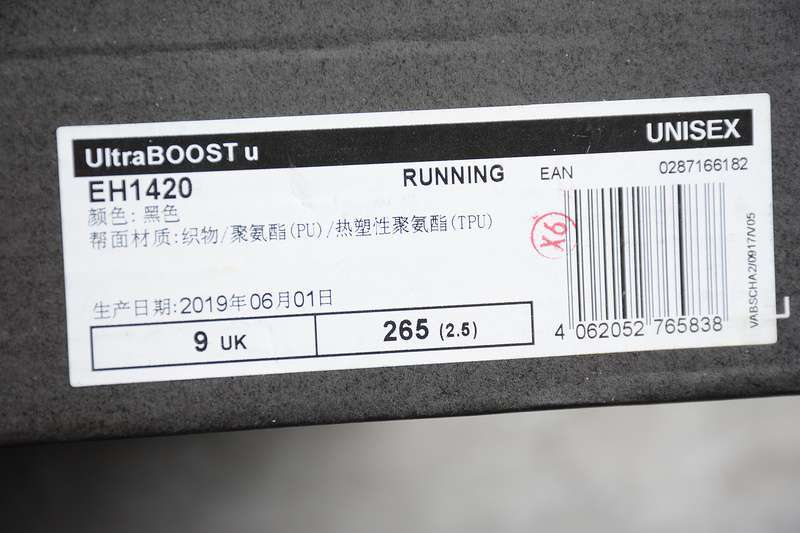 UltraBOOST u UNISEX
EH1420 RUNNING EAN 0287166182
颜色: 黑色
帮面材质:织物/聚氨酯(PU)/热塑性聚氨酯(TPU)
X6
生产日期:2019年06月01日
9 UK 265 (2.5)
4 062052 765838
VABSCHA2/0917/V05